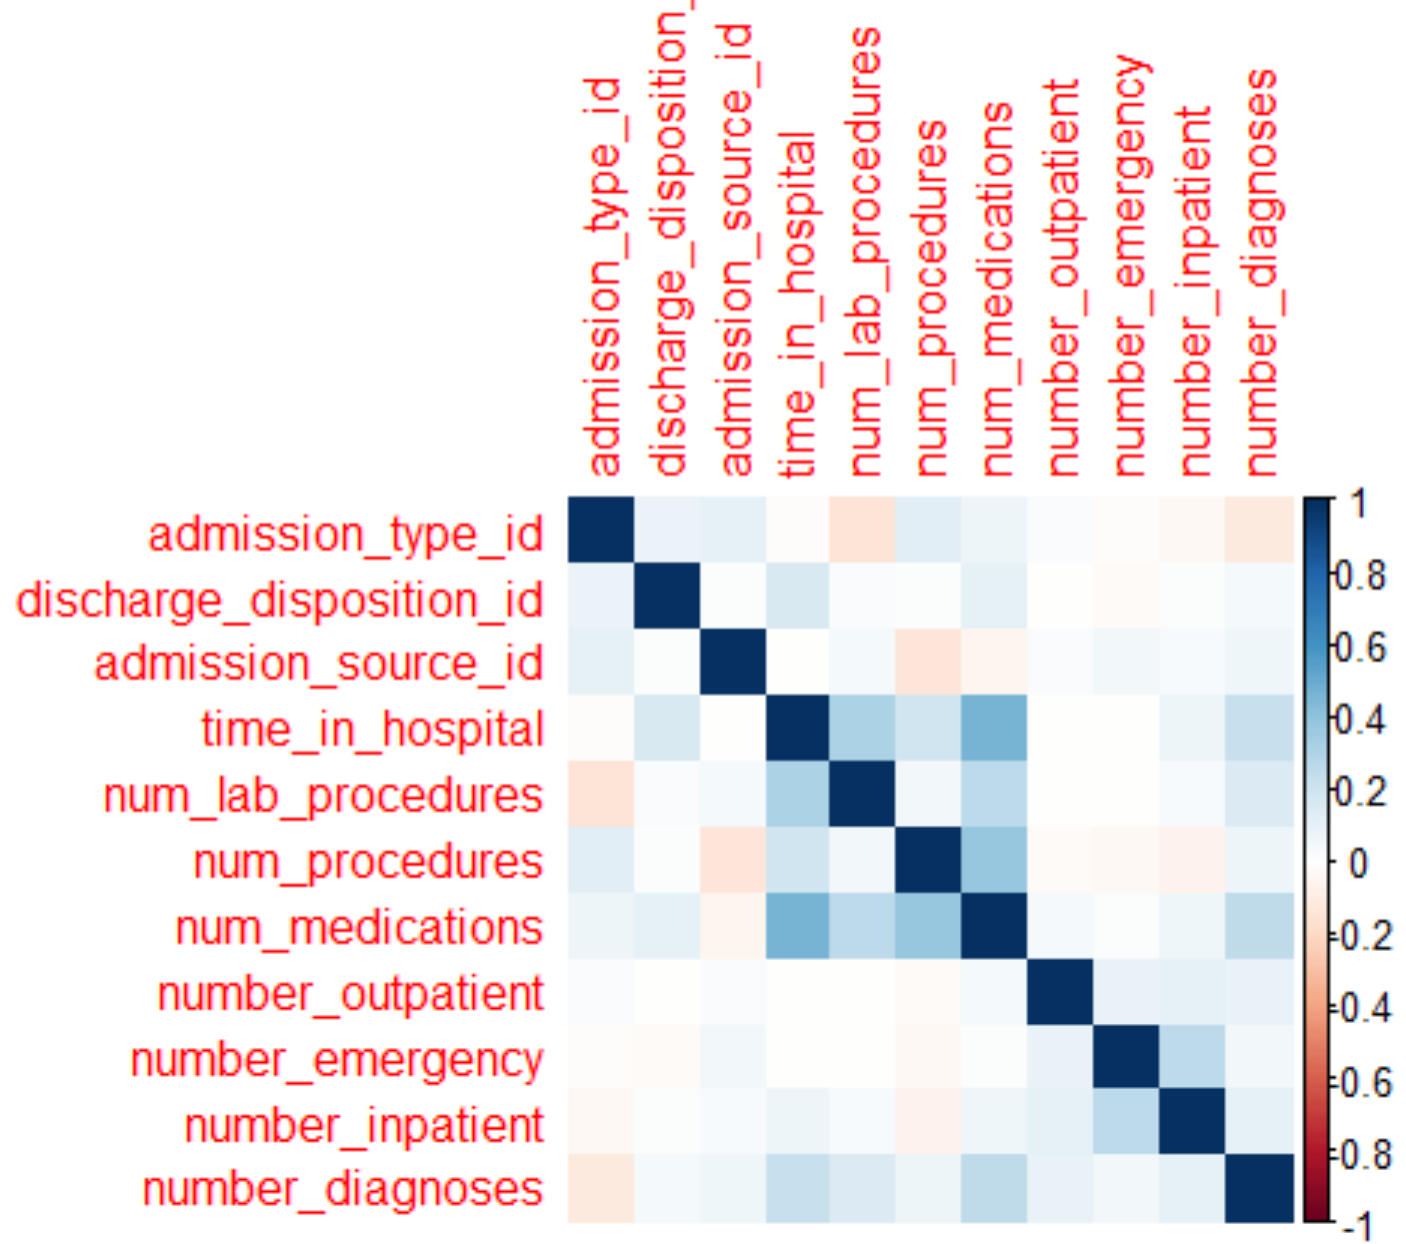 admission_type_id
discharge_disposition_
admission_source_id
time_in_hospital
num_lab_procedures
num_procedures
num_medications
number_outpatient
number_emergency
number_inpatient
number_diagnoses
admission_type_id
discharge_disposition_id
admission_source_id
time_in_hospital
num_lab_procedures
num_procedures
num_medications
number_outpatient
number_emergency
number_inpatient
number_diagnoses
1
0.8
0.6
0.4
0.2
0
-0.2
-0.4
-0.6
-0.8
-1